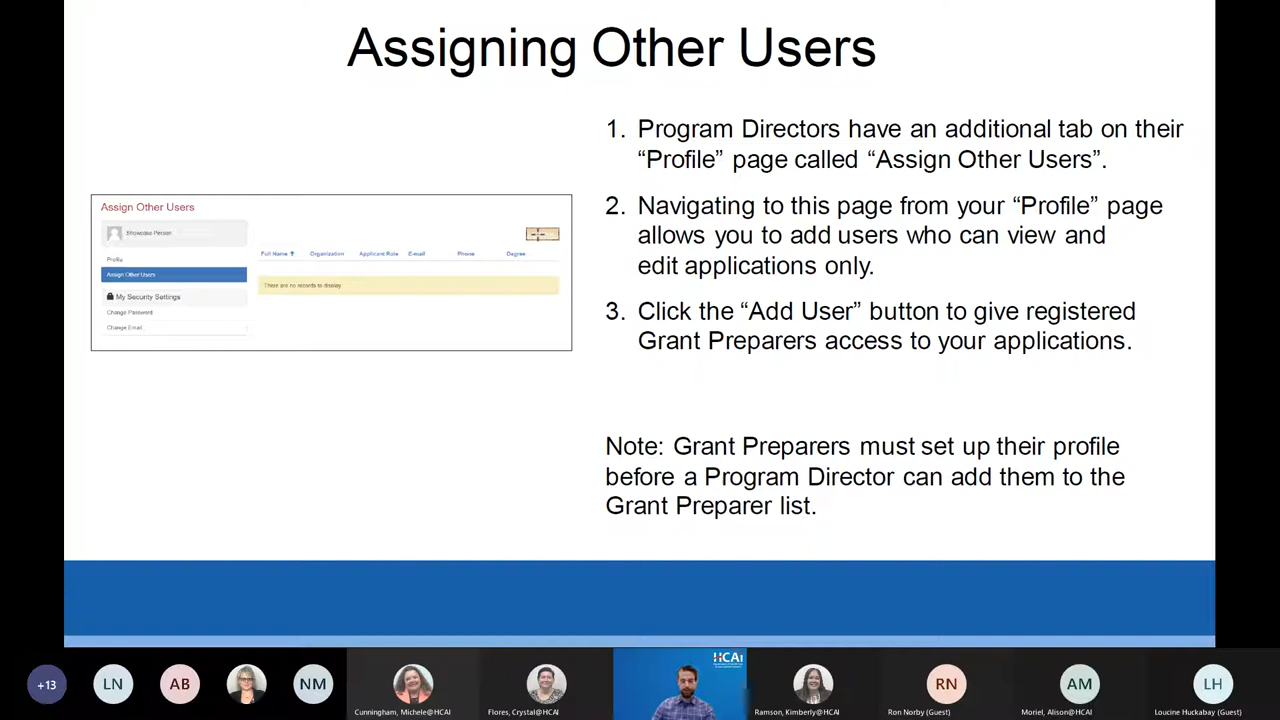 Assigning Other Users
1. Program Directors have an additional tab on their
“Profile” page called “Assign Other Users”.
2. Navigating to this page from your “Profile” page
allows you to add users who can view and
edit applications only.
3. Click the “Add User” button to give registered
Grant Preparers access to your applications.
Note: Grant Preparers must set up their profile
before a Program Director can add them to the
Grant Preparer list.
Assign Other Users
Showcase Person
Profile
Assign Other Users
My Security Settings
Change Password
Change Email
Full Name Organization Applicant Role E-mail Phone Degree
There are no records to display.
+13
LN
AB
NM
Cunningham, Michele@HCAI
Flores, Crystal@HCAI
HCAi
Ramson, Kimberly@HCAI
RN
Ron Norby (Guest)
AM
Moriel, Alison@HCAI
LH
Loucine Huckabay (Guest)